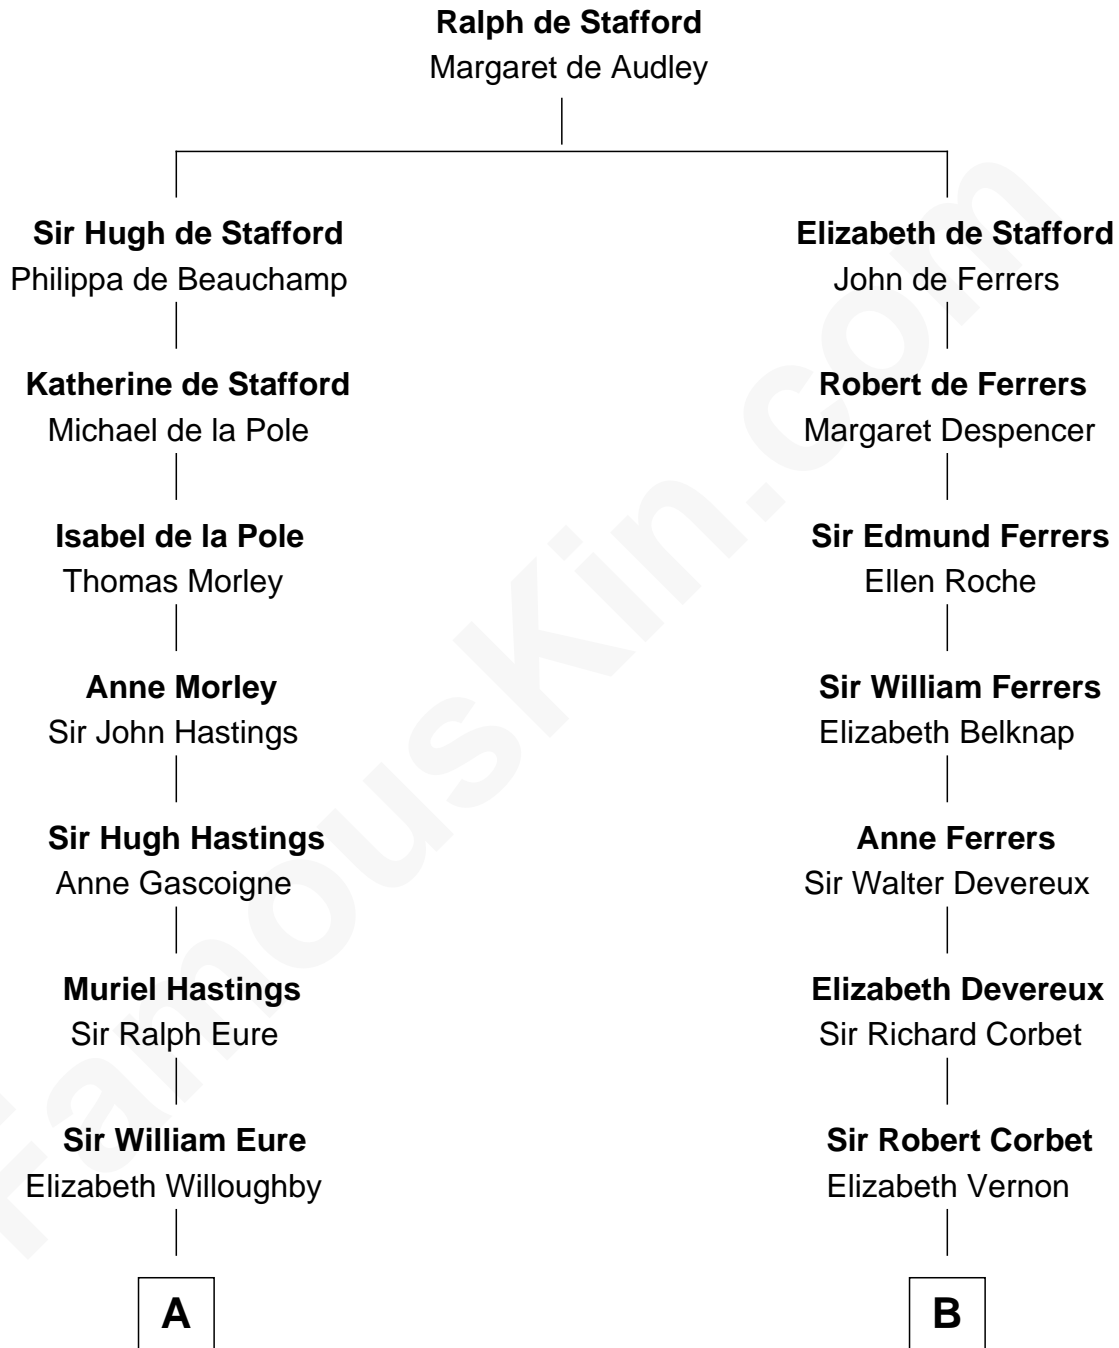 Ralph de Stafford
Margaret de Audley
Sir Hugh de Stafford
Philippa de Beauchamp
Katherine de Stafford
Michael de la Pole
Isabel de la Pole
Thomas Morley
Anne Morley
Sir John Hastings
Sir Hugh Hastings
Anne Gascoigne
Muriel Hastings
Sir Ralph Eure
Sir William Eure
Elizabeth Willoughby
A
Elizabeth de Stafford
John de Ferrers
Robert de Ferrers
Margaret Despencer
Sir Edmund Ferrers
Ellen Roche
Sir William Ferrers
Elizabeth Belknap
Anne Ferrers
Sir Walter Devereux
Elizabeth Devereux
Sir Richard Corbet
Sir Robert Corbet
Elizabeth Vernon
B
FamousKin.com